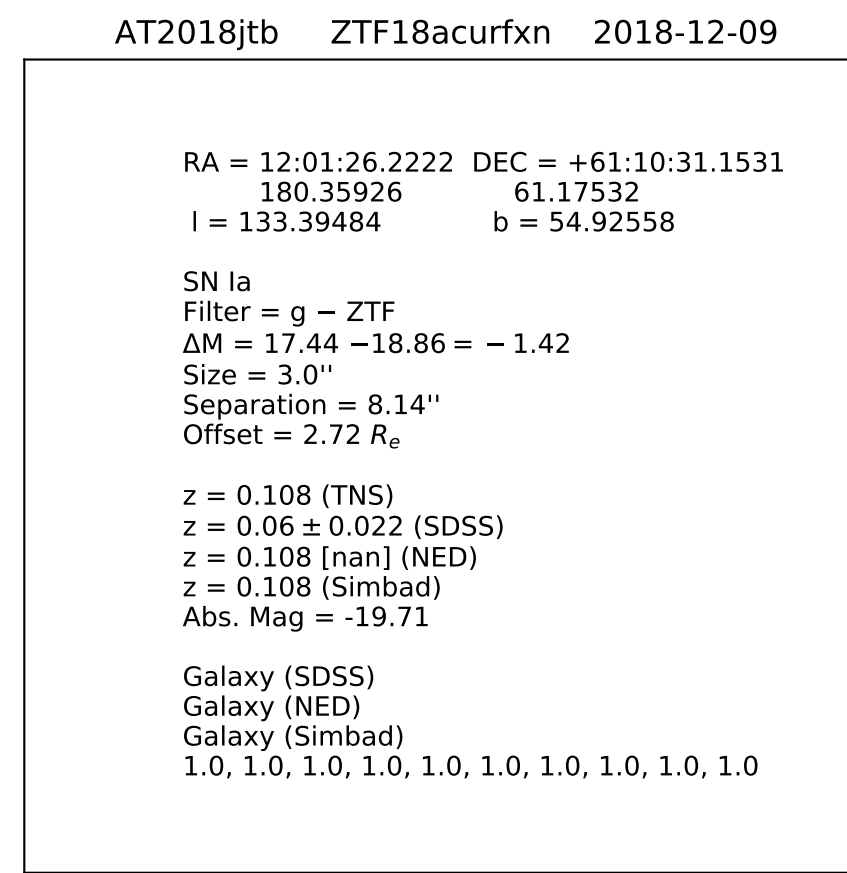 AT2018jtb ZTF18acurfxn 2018-12-09
RA = 12:01:26.2222 DEC = +61:10:31.1531
180.35926 61.17532
l = 133.39484 b = 54.92558
SN Ia
Filter = g − ZTF
ΔM = 17.44 −18.86 = − 1.42
Size = 3.0''
Separation = 8.14''
Offset = 2.72 Re
z = 0.108 (TNS)
z = 0.06 ± 0.022 (SDSS)
z = 0.108 [nan] (NED)
z = 0.108 (Simbad)
Abs. Mag = -19.71
Galaxy (SDSS)
Galaxy (NED)
Galaxy (Simbad)
1.0, 1.0, 1.0, 1.0, 1.0, 1.0, 1.0, 1.0, 1.0, 1.0